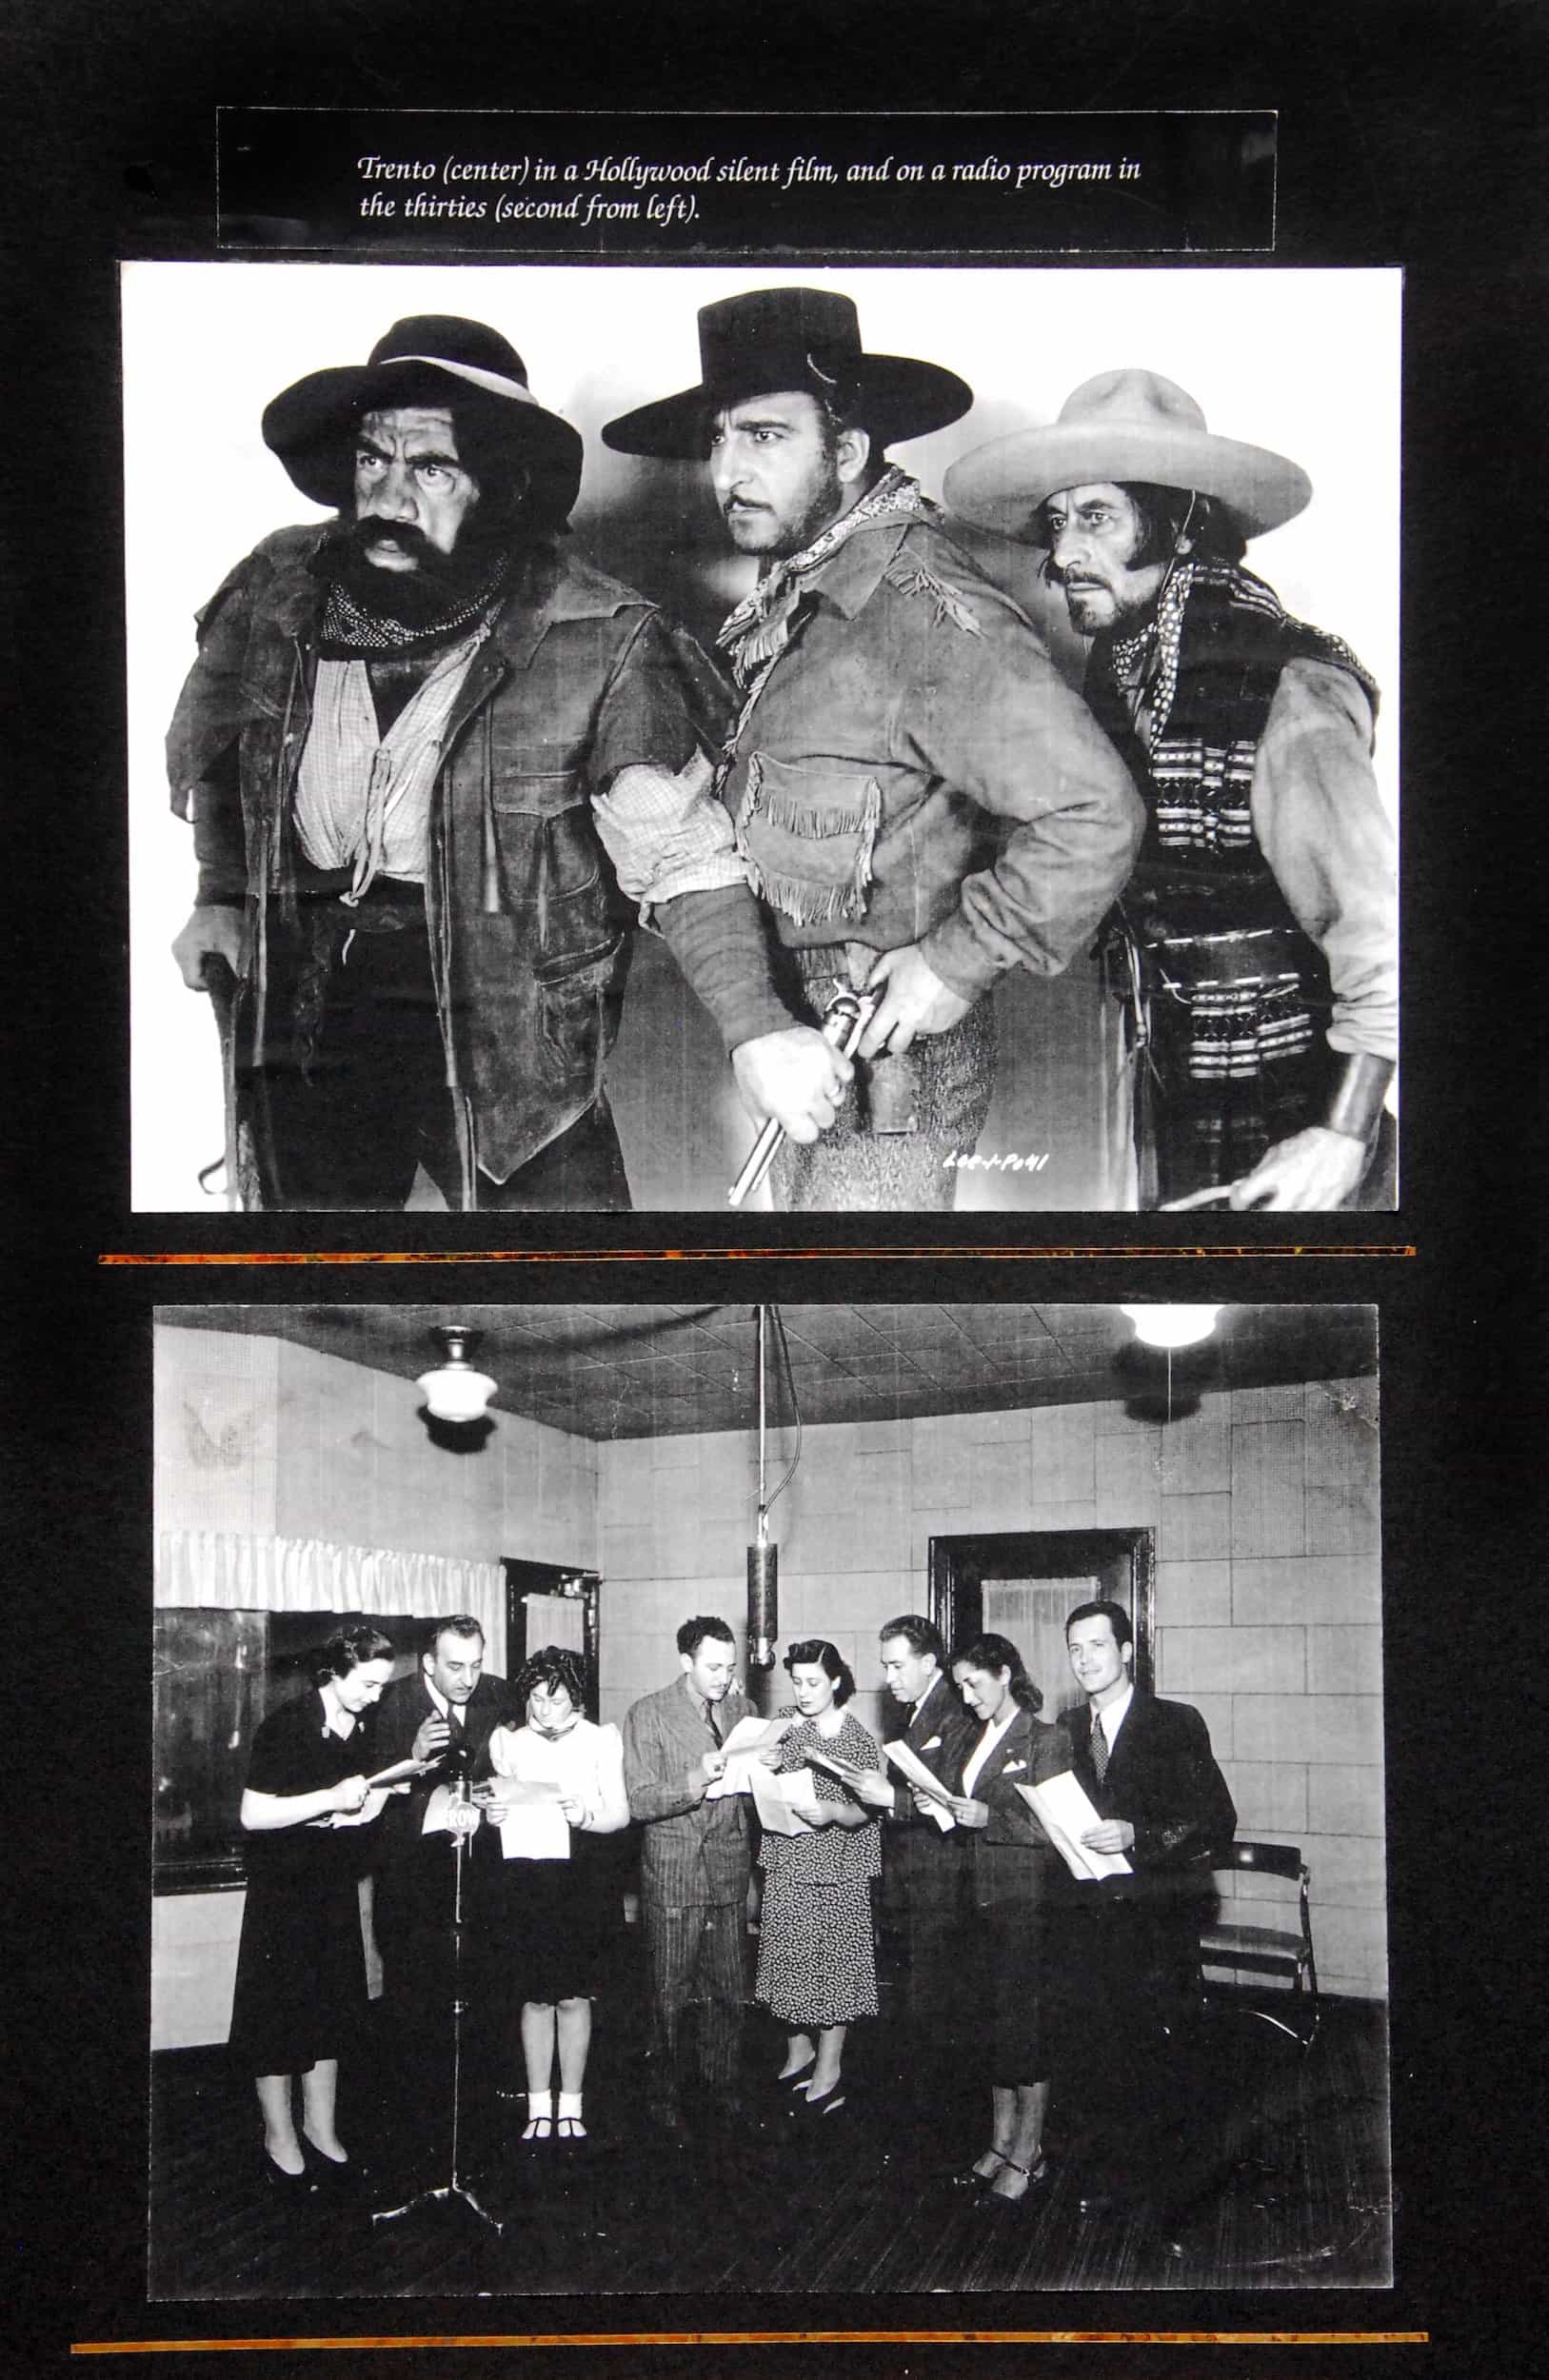 Trento (center) in a Hollywood silent film, and on a radio program in
the thirties (second from left).